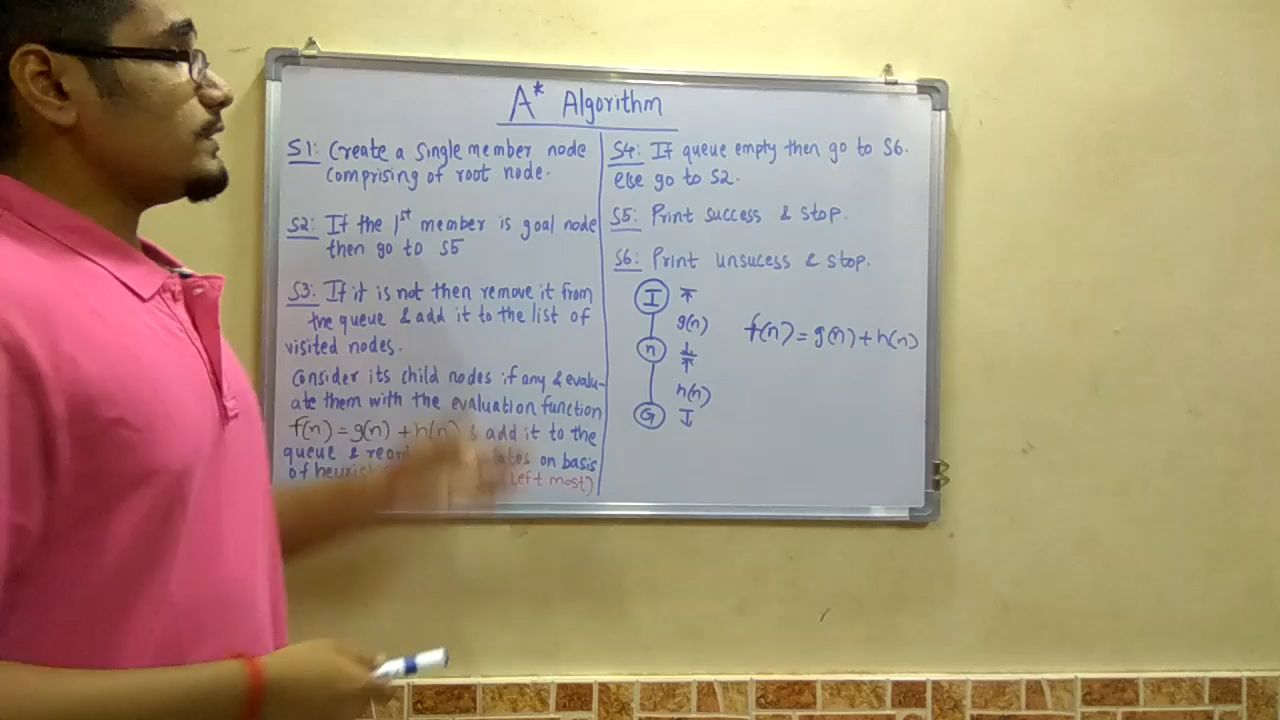 A* Algorithm
S1: Create a Single member node
comprising of root node.
S2: If the 1st member is goal node
then go to S5
S3: If it is not then remove it from
the queue & add it to the list of
visited nodes.
Consider its child nodes if any & evalu-
ate them with the evaluation function
f(n) = g(n) + h(n) & add it to the
queue & on basis
of left most)
S4: If queue empty then go to S6.
else go to S2.
S5: Print success & stop.
S6: Print unsucess & stop.
I
g(n)
f(n) = g(n) + h(n)
n
h(n)
G